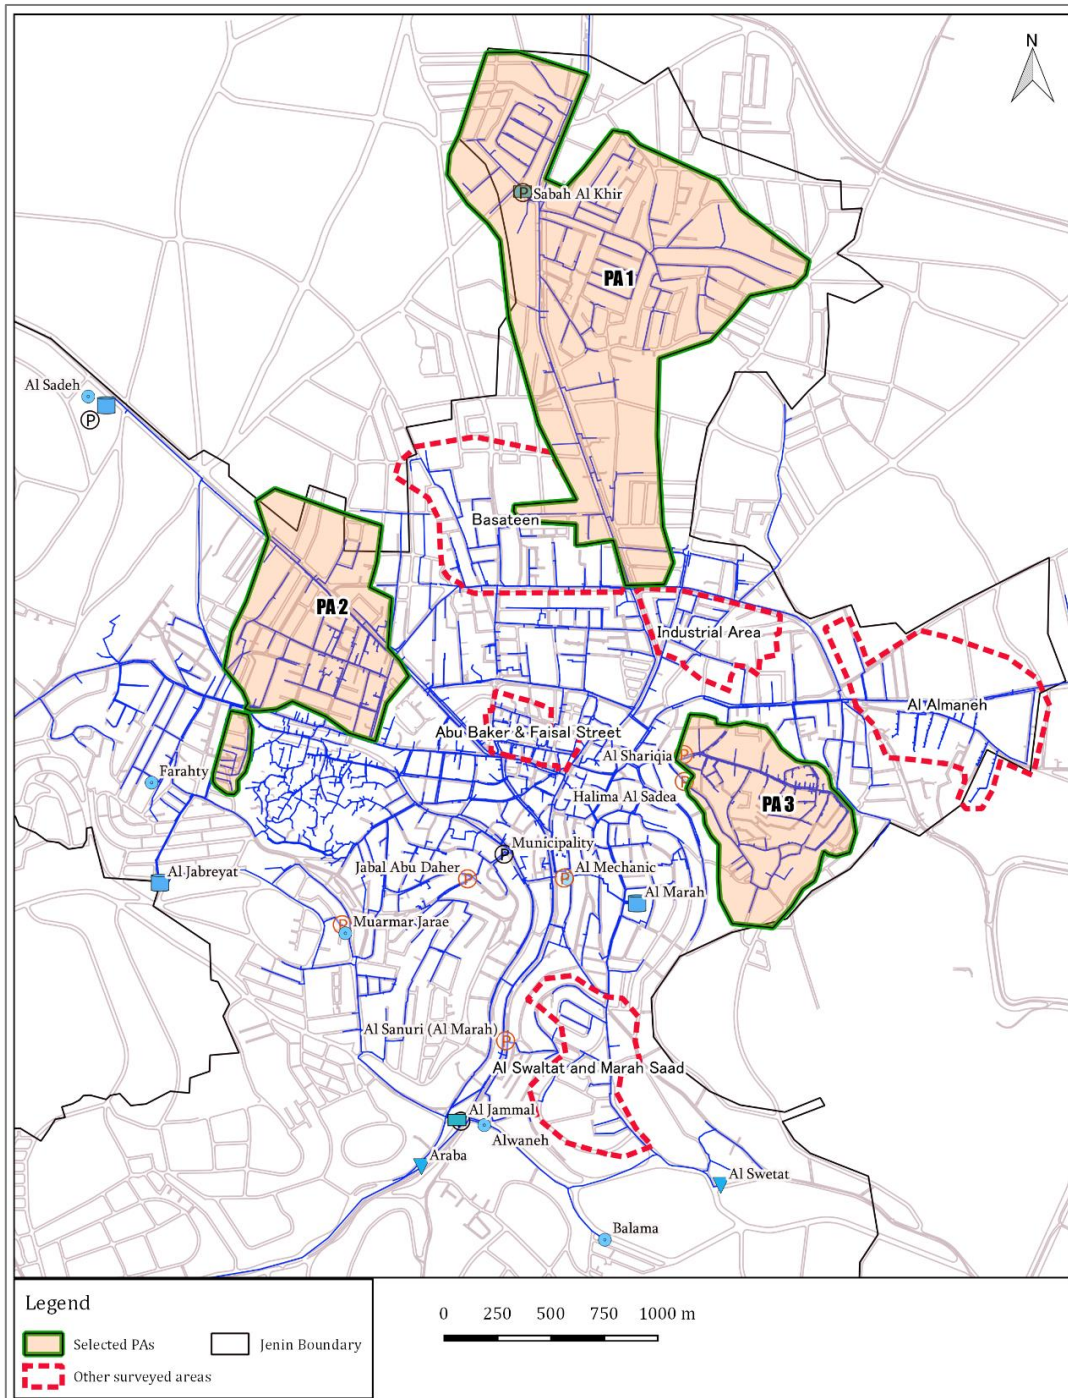 N
Sabah Al Khir
PA 1
Al Sadeh
P
Basateen
PA 2
Industrial Area
Al Almaneh
Abu Baker & Faisal Street
Al Shariqia
P
Farahty
Halima Al Sadea
P
PA 3
Municipality
P
Jabal Abu Daher
P
Al Mechanic
P
Al Jabreyat
Al Marah
Muarmar Jarae
P
Al Sanuri (Al Marah)
P
Al Swaltat and Marah Saad
Al Jammal
Alwaneh
Araba
Al Swetat
Balama
Legend
Selected PAs
Jenin Boundary
Other surveyed areas
0 250 500 750 1000 m